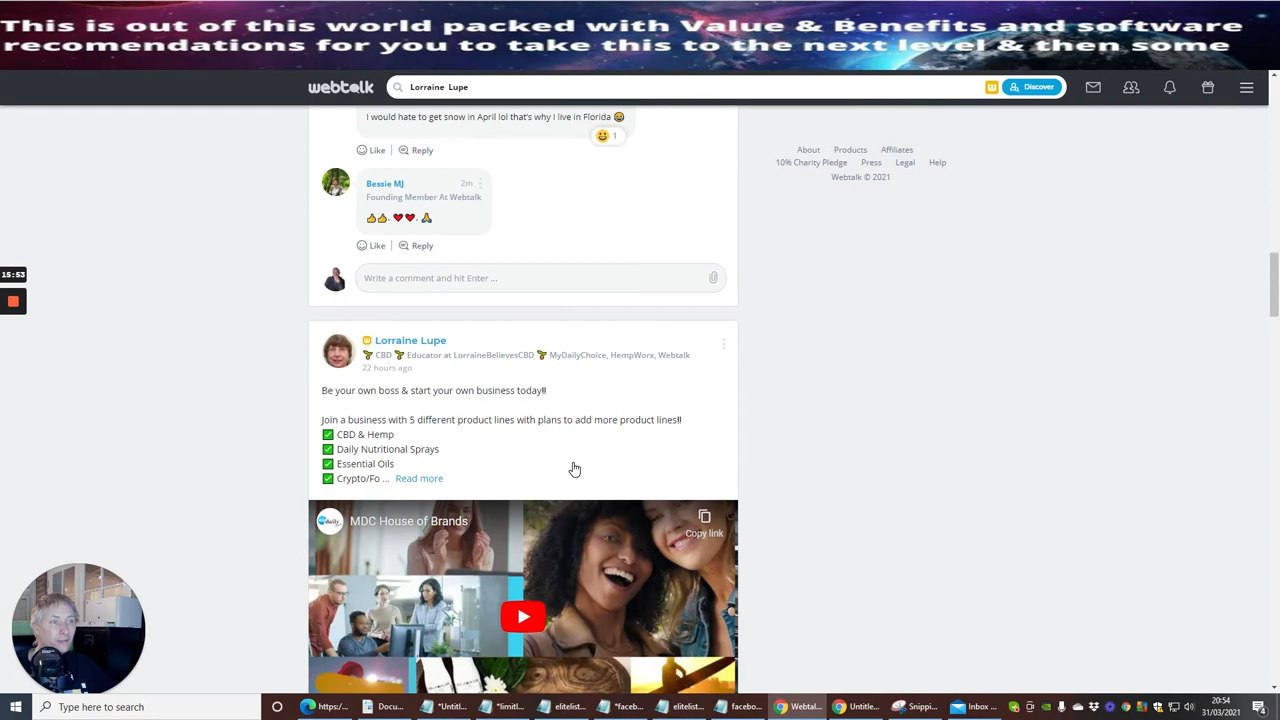 This is out of this world packed with Value & Benefits and software
recomendations for you to take this to the next level & then some
webtalk
Lorraine Lupe
Discover
I would hate to get snow in April lol that's why I live in Florida 😂
😀 1
Like Reply
About Products Affiliates
10% Charity Pledge Press Legal Help
Webtalk © 2021
Bessie MJ 2m
Founding Member At Webtalk
👍👍. ❤️❤️. 🙏
Like Reply
15:53
Write a comment and hit Enter ...
Lorraine Lupe
CBD Educator at LorraineBelievesCBD MyDailyChoice, HempWorx, Webtalk
22 hours ago
Be your own boss & start your own business today!!
Join a business with 5 different product lines with plans to add more product lines!!
✅ CBD & Hemp
✅ Daily Nutritional Sprays
✅ Essential Oils
✅ Crypto/Fo ... Read more
MDC House of Brands
Copy link
Type here to search
https:/...
Docu...
*Untitl...
*limitl...
elitelist...
*faceb...
elitelist...
facebo...
Webtal...
Untitle...
Snippi...
Inbox ...
20:54
31/03/2021